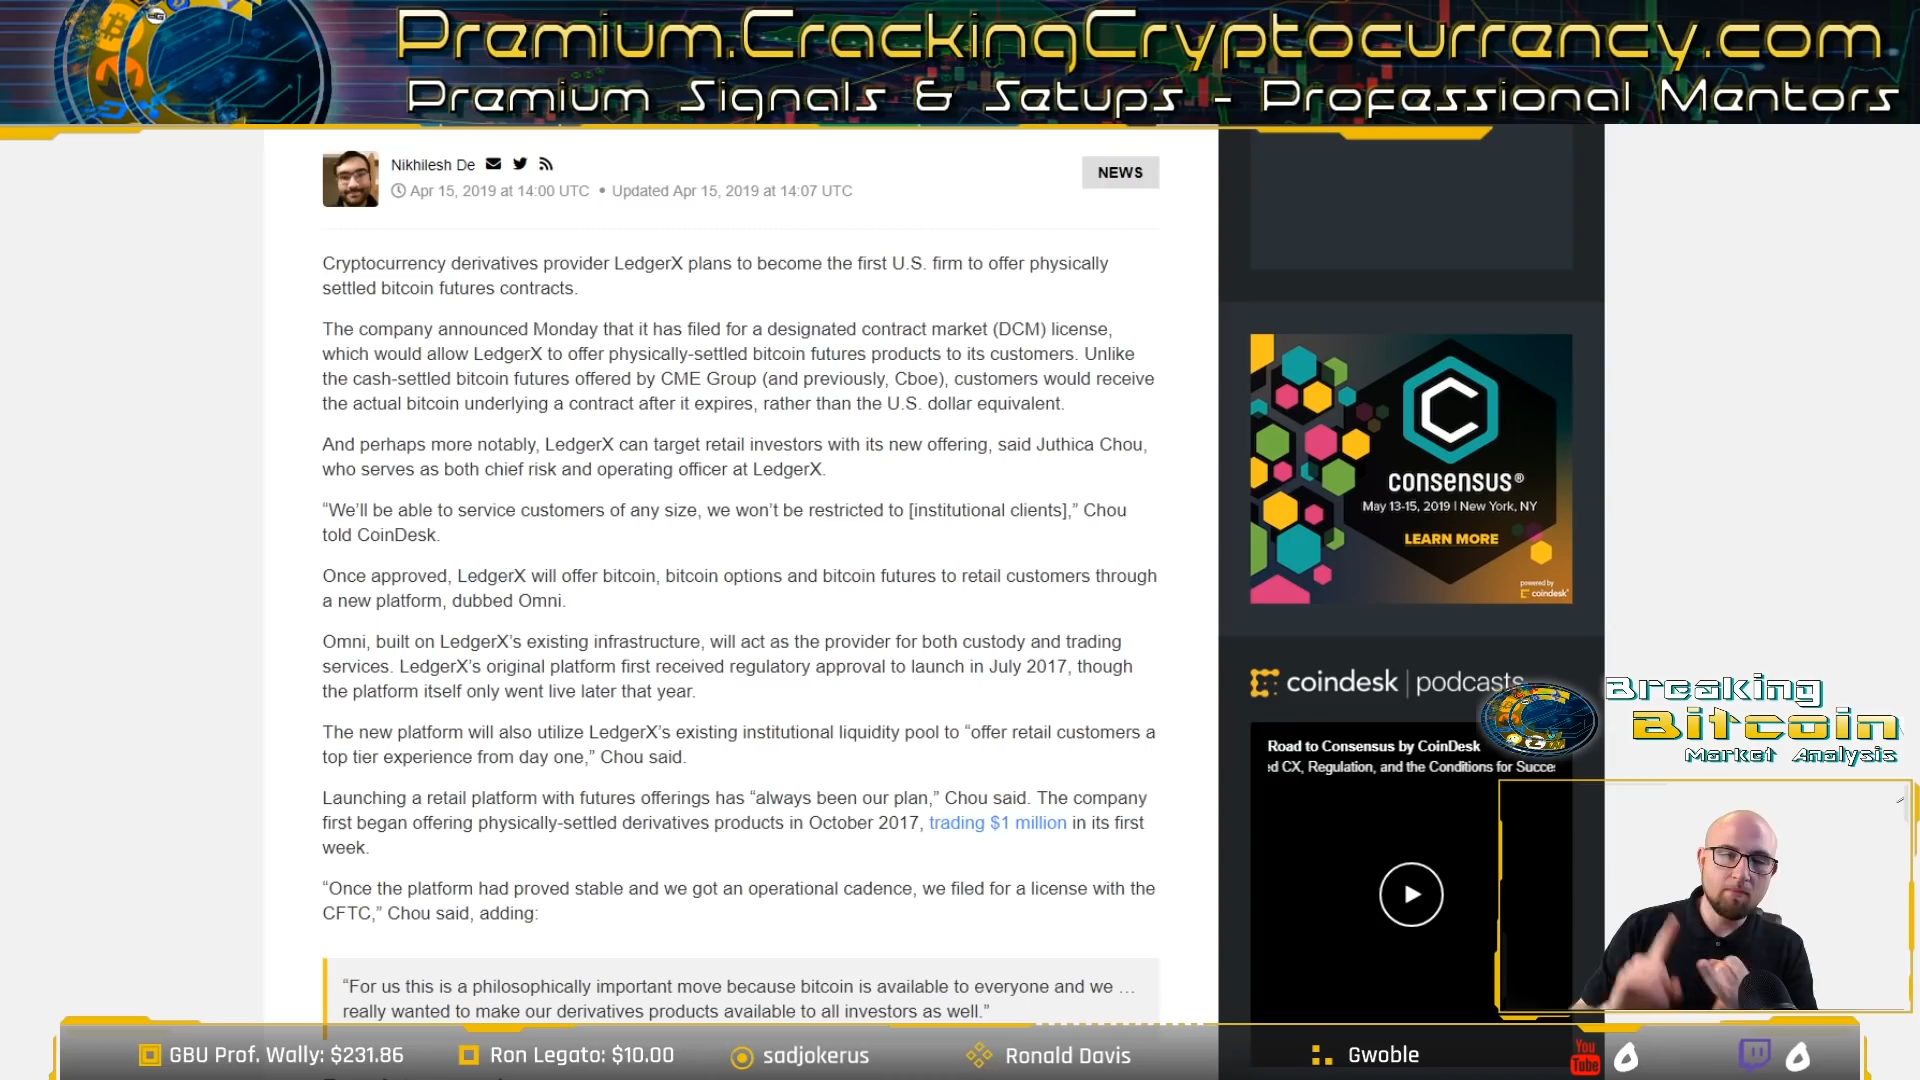 Premium.CrackingCryptocurrency.com
Premium Signals & Setups - Professional Mentors
Nikhilesh De
Apr 15, 2019 at 14:00 UTC • Updated Apr 15, 2019 at 14:07 UTC
NEWS
Cryptocurrency derivatives provider LedgerX plans to become the first U.S. firm to offer physically
settled bitcoin futures contracts.
The company announced Monday that it has filed for a designated contract market (DCM) license,
which would allow LedgerX to offer physically-settled bitcoin futures products to its customers. Unlike
the cash-settled bitcoin futures offered by CME Group (and previously, Cboe), customers would receive
the actual bitcoin underlying a contract after it expires, rather than the U.S. dollar equivalent.
And perhaps more notably, LedgerX can target retail investors with its new offering, said Juthica Chou,
who serves as both chief risk and operating officer at LedgerX.
“We’ll be able to service customers of any size, we won’t be restricted to [institutional clients],” Chou
told CoinDesk.
Once approved, LedgerX will offer bitcoin, bitcoin options and bitcoin futures to retail customers through
a new platform, dubbed Omni.
Omni, built on LedgerX’s existing infrastructure, will act as the provider for both custody and trading
services. LedgerX’s original platform first received regulatory approval to launch in July 2017, though
the platform itself only went live later that year.
The new platform will also utilize LedgerX’s existing institutional liquidity pool to “offer retail customers a
top tier experience from day one,” Chou said.
Launching a retail platform with futures offerings has “always been our plan,” Chou said. The company
first began offering physically-settled derivatives products in October 2017, trading $1 million in its first
week.
“Once the platform had proved stable and we got an operational cadence, we filed for a license with the
CFTC,” Chou said, adding:
“For us this is a philosophically important move because bitcoin is available to everyone and we …
really wanted to make our derivatives products available to all investors as well.”
consensus®
May 13-15, 2019 | New York, NY
LEARN MORE
powered by
coindesk
coindesk | podcasts
Road to Consensus by CoinDesk
ed CX, Regulation, and the Conditions for Succe
Breaking
Bitcoin
Market Analysis
GBU Prof. Wally: $231.86
Ron Legato: $10.00
sadjokerus
Ronald Davis
Gwoble
You
Tube
0
0